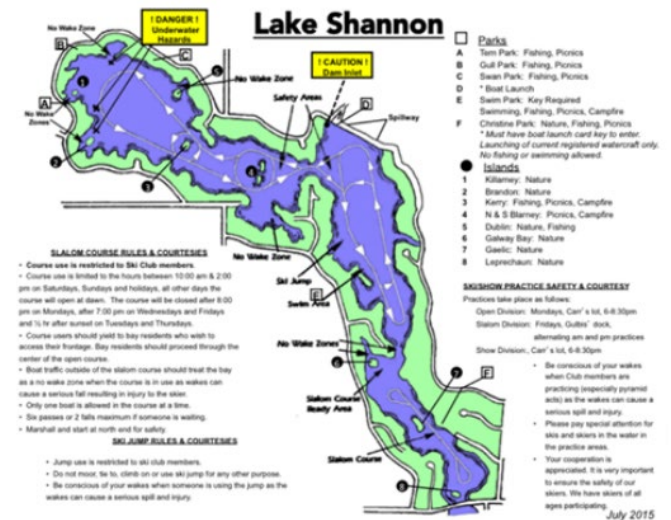 Lake Shannon
No Wake Zone
! DANGER !
Underwater
Hazards
! CAUTION !
Dam Inlet
No Wake Zone
Safety Areas
Spillway
No Wake
Zones
No Wake Zone
Ski Jump
Swim Area
No Wake Zones
Slalom Course
Ready Area
Slalom Course
A
B
C
D
E
F
1
2
3
4
5
6
7
8
Parks
A Tern Park: Fishing, Picnics
B Gull Park: Fishing, Picnics
C Swan Park: Fishing, Picnics
D * Boat Launch
E Swim Park: Key Required
Swimming, Fishing, Picnics, Campfire
F Christine Park: Nature, Fishing, Picnics
* Must have boat launch card key to enter.
Launching of current registered watercraft only.
No fishing or swimming allowed.
Islands
1 Killarney: Nature
2 Brandon: Nature
3 Kerry: Fishing, Picnics, Campfire
4 N & S Blarney: Picnics, Campfire
5 Dublin: Nature, Fishing
6 Galway Bay: Nature
7 Gaelic: Nature
8 Leprechaun: Nature
SLALOM COURSE RULES & COURTESIES
• Course use is restricted to Ski Club members.
• Course use is limited to the hours between 10:00 am & 2:00
pm on Saturdays, Sundays and holidays, all other days the
course will open at dawn. The course will be closed after 8:00
pm on Mondays, after 7:00 pm on Wednesdays and Fridays
and ½ hr after sunset on Tuesdays and Thursdays.
• Course users should yield to bay residents who wish to
access their frontage. Bay residents should proceed through the
center of the open course.
• Boat traffic outside of the slalom course should treat the bay
as a no wake zone when the course is in use as wakes can
cause a serious fall resulting in injury to the skier.
• Only one boat is allowed in the course at a time.
• Six passes or 2 falls maximum if someone is waiting.
• Marshall and start at north end for safety.
SKI JUMP RULES & COURTESIES
• Jump use is restricted to ski club members.
• Do not moor, tie to, climb on or use ski jump for any other purpose.
• Be conscious of your wakes when someone is using the jump as the
wakes can cause a serious spill and injury.
SKI/SHOW PRACTICE SAFETY & COURTESY
Practices take place as follows:
Open Division: Mondays, Carr's lot, 6-8:30pm
Slalom Division: Fridays, Gulbis' dock,
alternating am and pm practices
Show Division:, Carr's lot, 6-8:30pm
• Be conscious of your wakes
when Club members are
practicing (especially pyramid
acts) as the wakes can cause a
serious spill and injury.
• Please pay special attention for
skis and skiers in the water in
the practice areas.
• Your cooperation is
appreciated. It is very important
to ensure the safety of our
skiers. We have skiers of all
ages participating.
July 2015